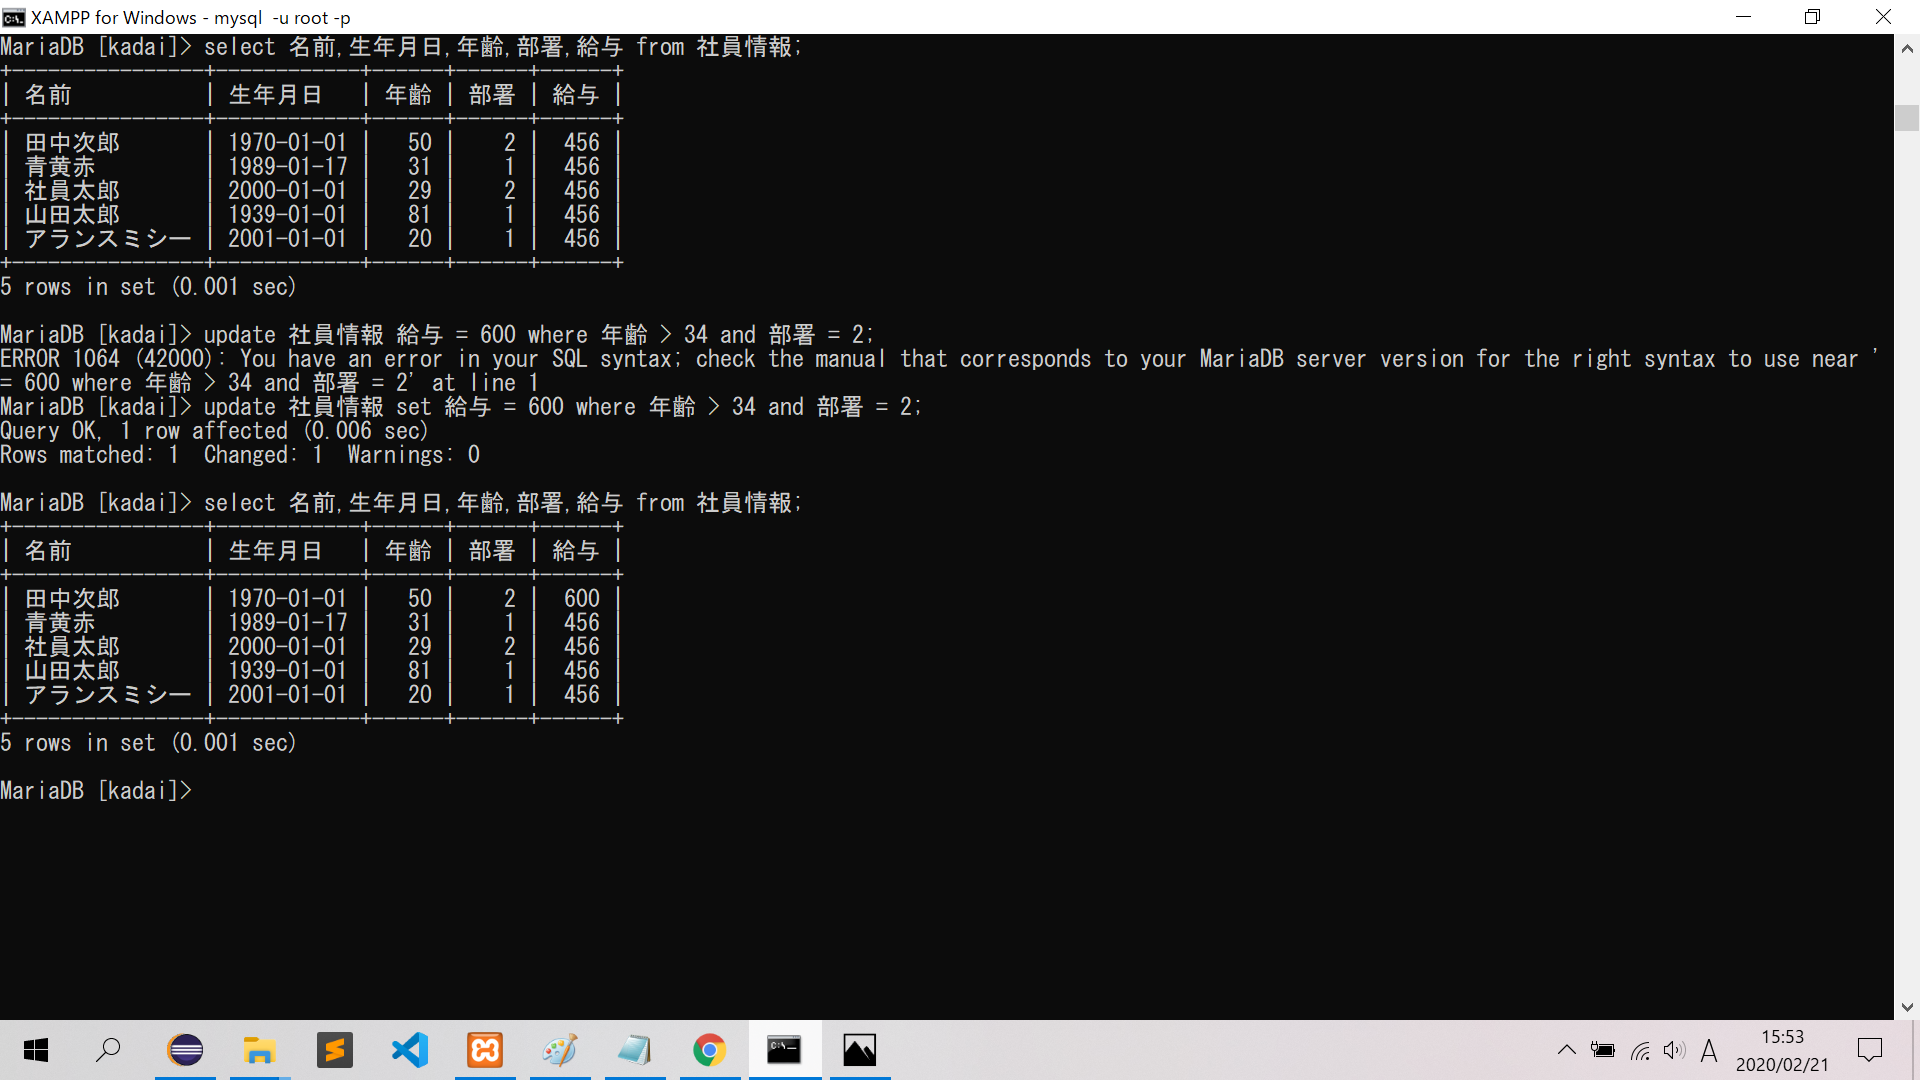 XAMPP for Windows - mysql  -u root -p
MariaDB [kadai]> select 名前,生年月日,年齢,部署,給与 from 社員情報;
+----------------+------------+------+------+------+
| 名前           | 生年月日   | 年齢 | 部署 | 給与 |
+----------------+------------+------+------+------+
| 田中次郎       | 1970-01-01 |   50 |    2 |  456 |
| 青黄赤         | 1989-01-17 |   31 |    1 |  456 |
| 社員太郎       | 2000-01-01 |   29 |    2 |  456 |
| 山田太郎       | 1939-01-01 |   81 |    1 |  456 |
| アランスミシー | 2001-01-01 |   20 |    1 |  456 |
+----------------+------------+------+------+------+
5 rows in set (0.001 sec)
MariaDB [kadai]> update 社員情報 給与 = 600 where 年齢 > 34 and 部署 = 2;
ERROR 1064 (42000): You have an error in your SQL syntax; check the manual that corresponds to your MariaDB server version for the right syntax to use near '
= 600 where 年齢 > 34 and 部署 = 2' at line 1
MariaDB [kadai]> update 社員情報 set 給与 = 600 where 年齢 > 34 and 部署 = 2;
Query OK, 1 row affected (0.006 sec)
Rows matched: 1  Changed: 1  Warnings: 0
MariaDB [kadai]> select 名前,生年月日,年齢,部署,給与 from 社員情報;
+----------------+------------+------+------+------+
| 名前           | 生年月日   | 年齢 | 部署 | 給与 |
+----------------+------------+------+------+------+
| 田中次郎       | 1970-01-01 |   50 |    2 |  600 |
| 青黄赤         | 1989-01-17 |   31 |    1 |  456 |
| 社員太郎       | 2000-01-01 |   29 |    2 |  456 |
| 山田太郎       | 1939-01-01 |   81 |    1 |  456 |
| アランスミシー | 2001-01-01 |   20 |    1 |  456 |
+----------------+------------+------+------+------+
5 rows in set (0.001 sec)
MariaDB [kadai]>
A
15:53
2020/02/21